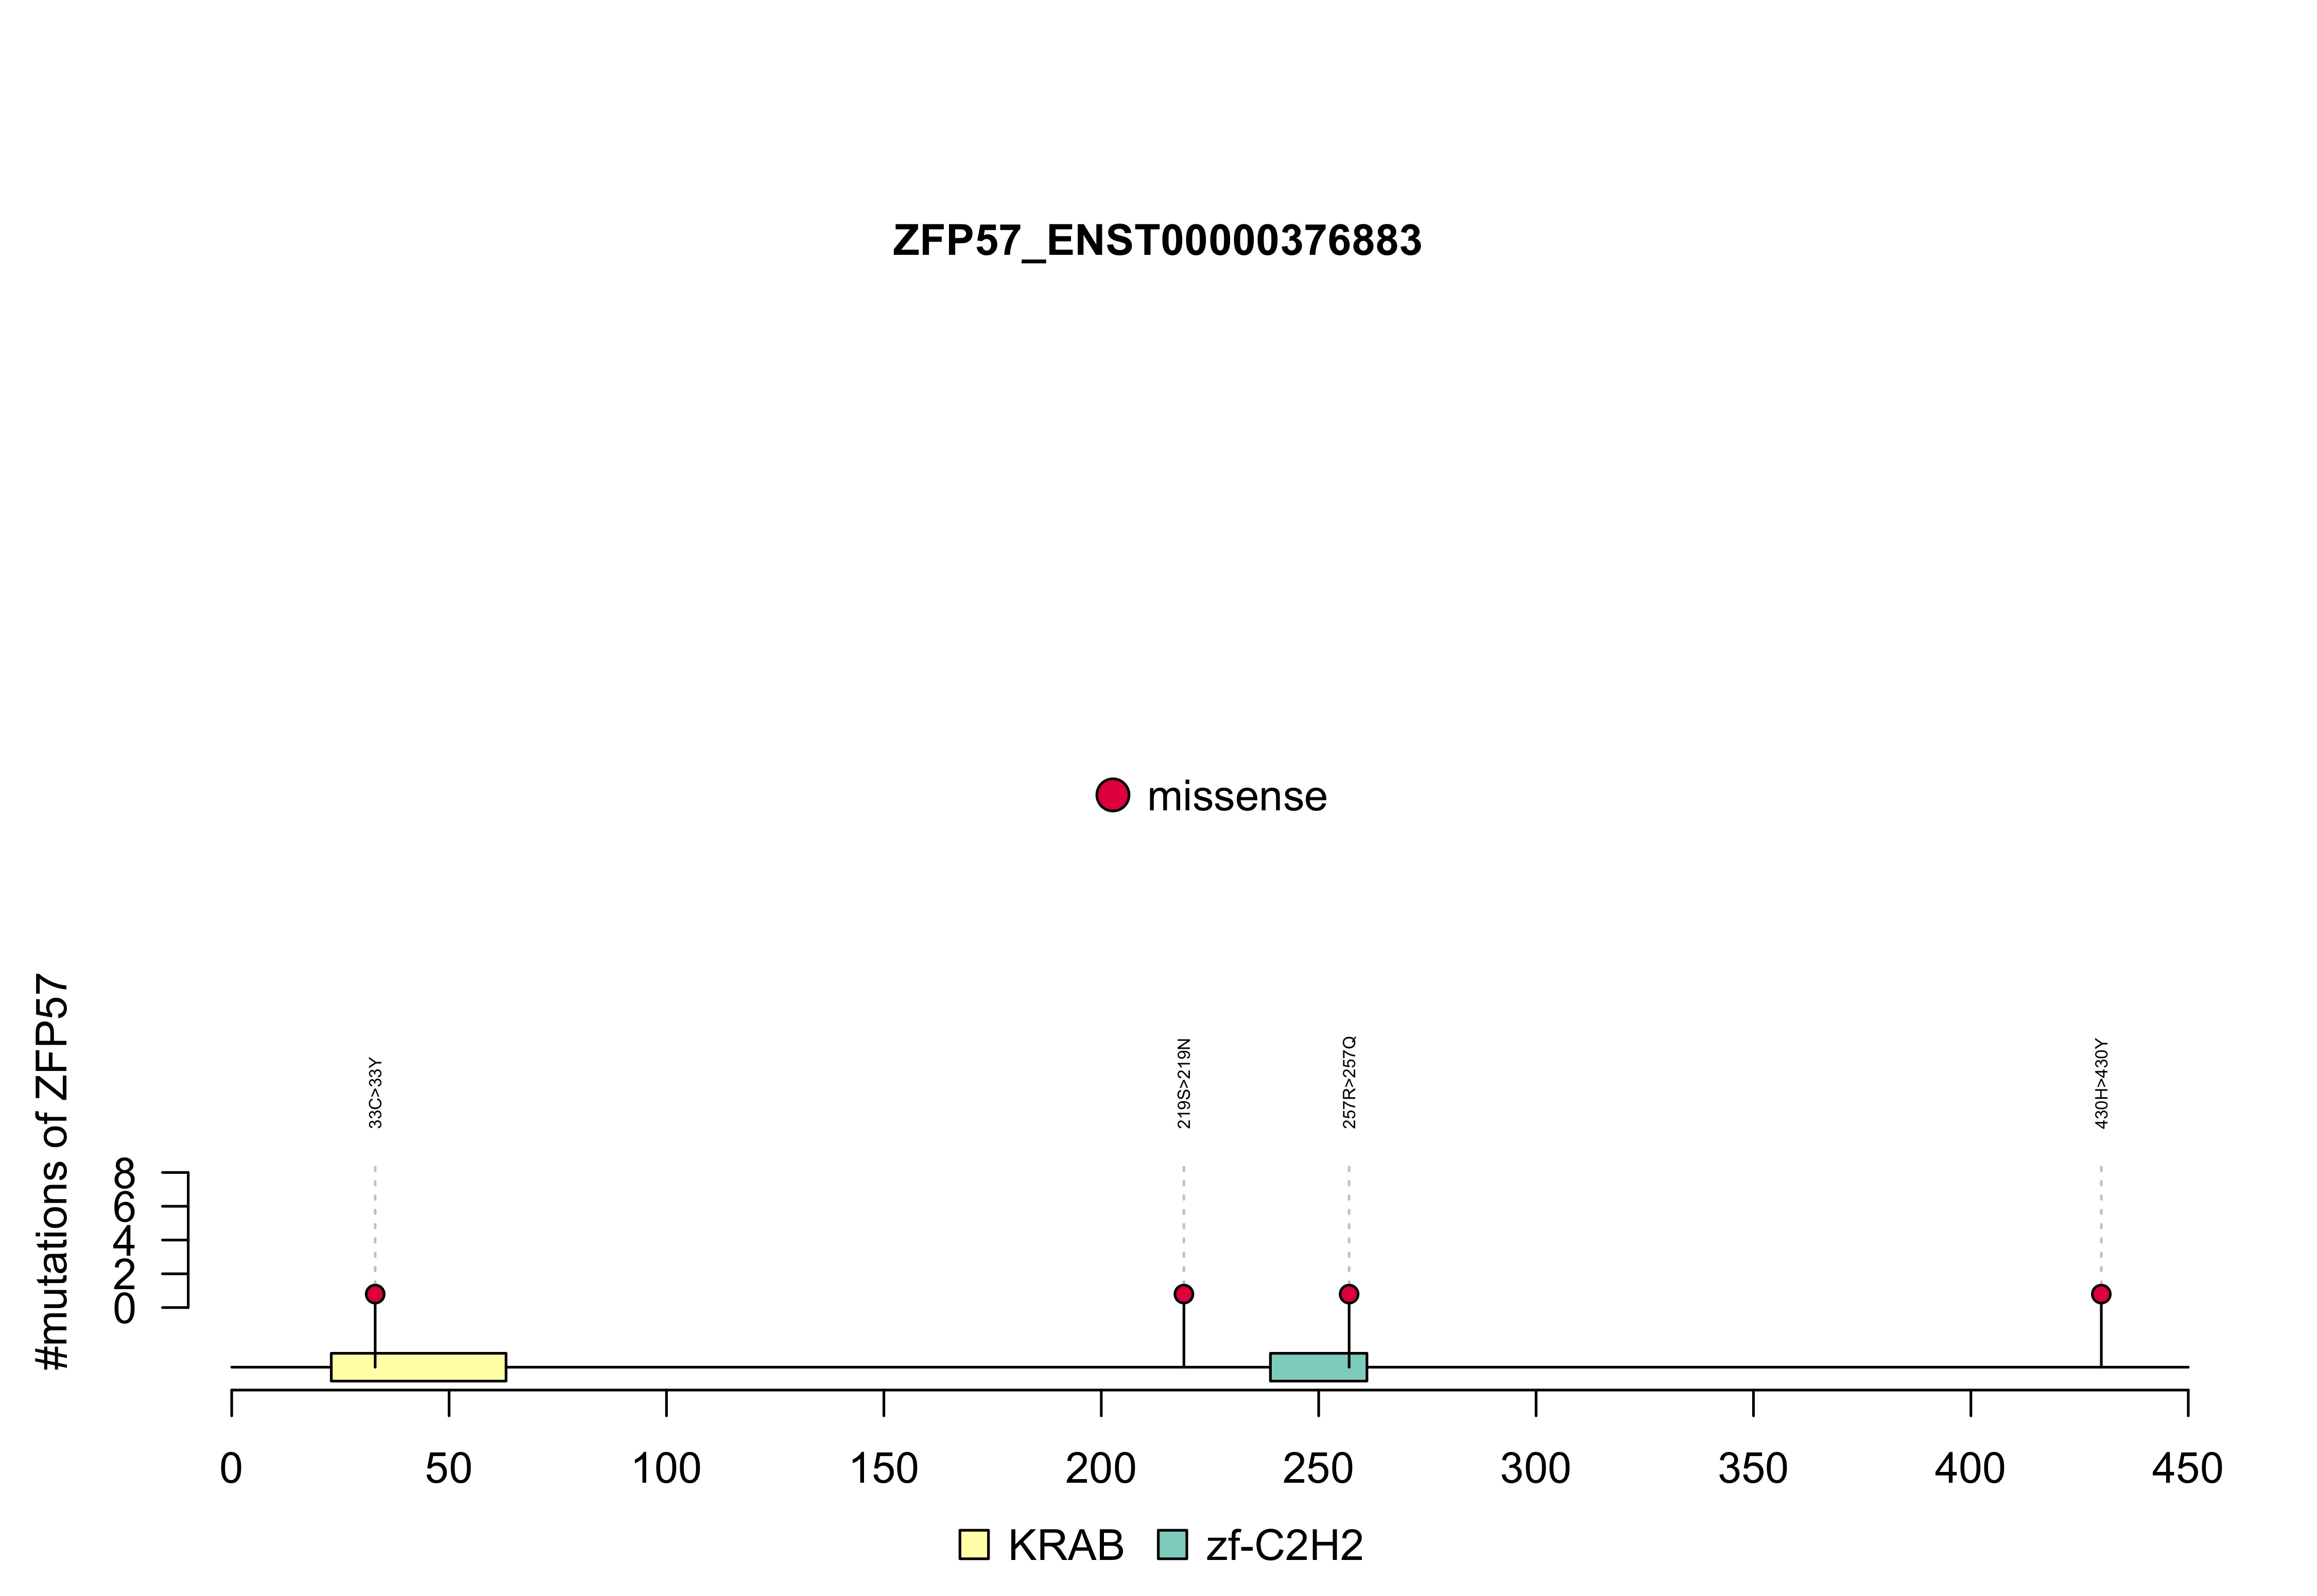 ZFP57_ENST00000376883
missense
#mutations of ZFP57
33C>33Y
219S>219N
257R>257Q
430H>430Y
8
6
4
2
0
0 50 100 150 200 250 300 350 400 450
KRAB zf-C2H2